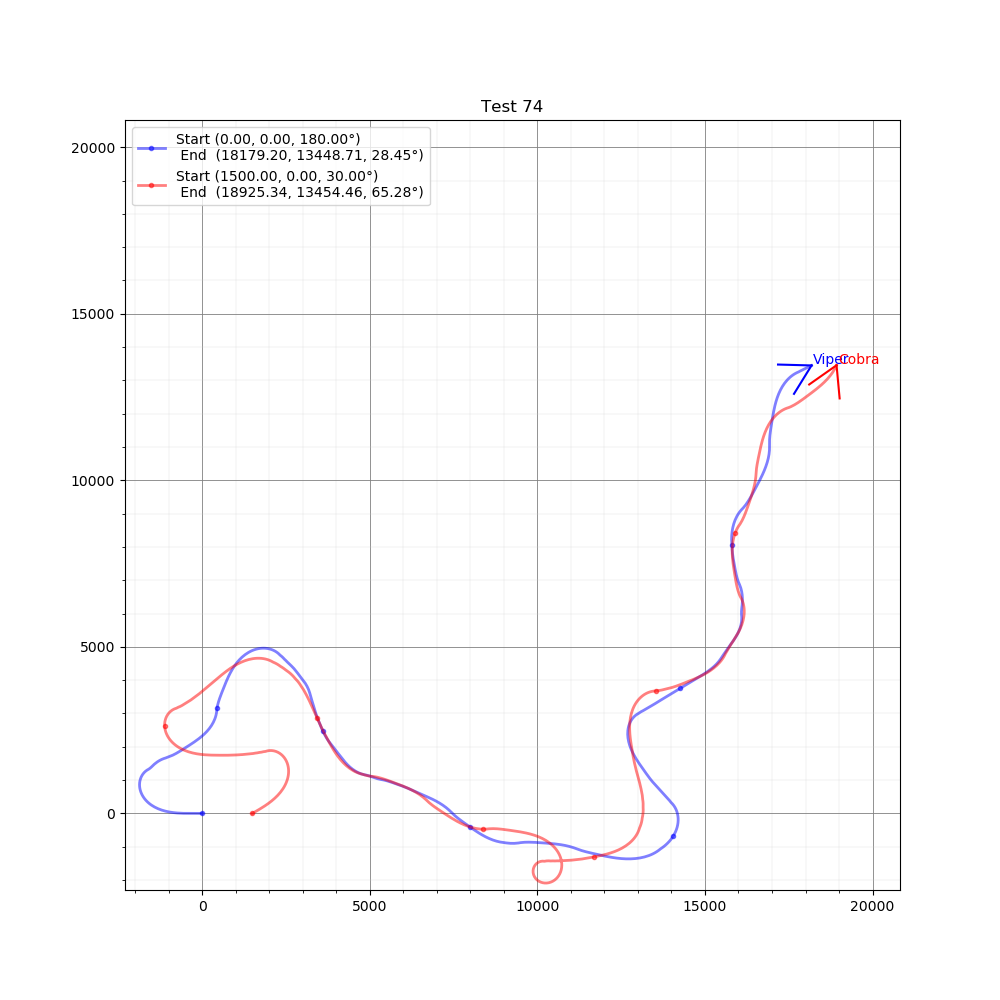 Test 74
Start (0.00, 0.00, 180.00°)
End (18179.20, 13448.71, 28.45°)
Start (1500.00, 0.00, 30.00°)
End (18925.34, 13454.46, 65.28°)
20000
15000
10000
5000
0
Viper
Cobra
0
5000
10000
15000
20000